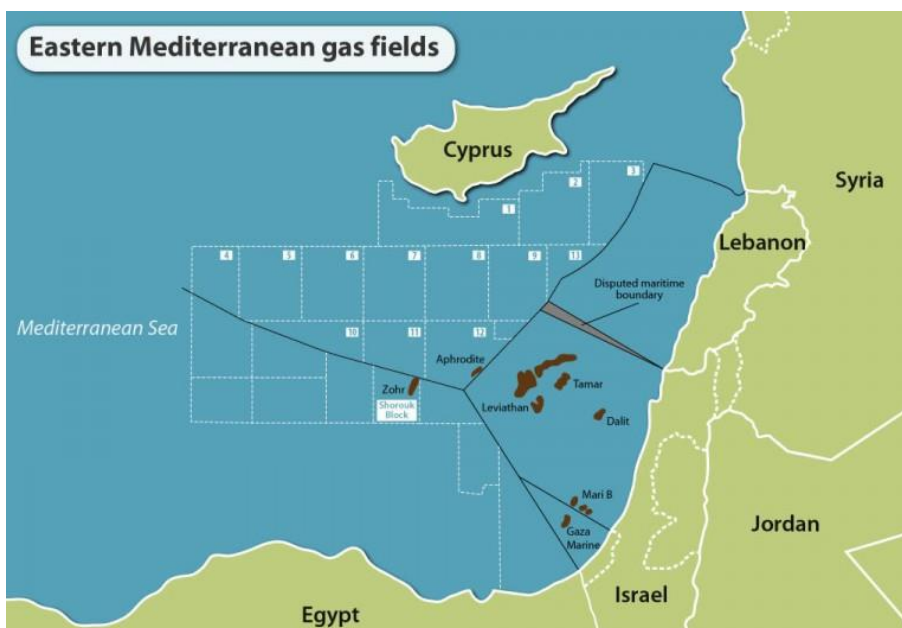 Eastern Mediterranean gas fields
Cyprus
Syria
3
2
1
Lebanon
4
5
6
7
8
9
13
Disputed maritime
boundary
Mediterranean Sea
10
11
12
Aphrodite
Zohr
Tamar
Shorouk
Block
Leviathan
Dalit
Mari B
Gaza
Marine
Jordan
Israel
Egypt